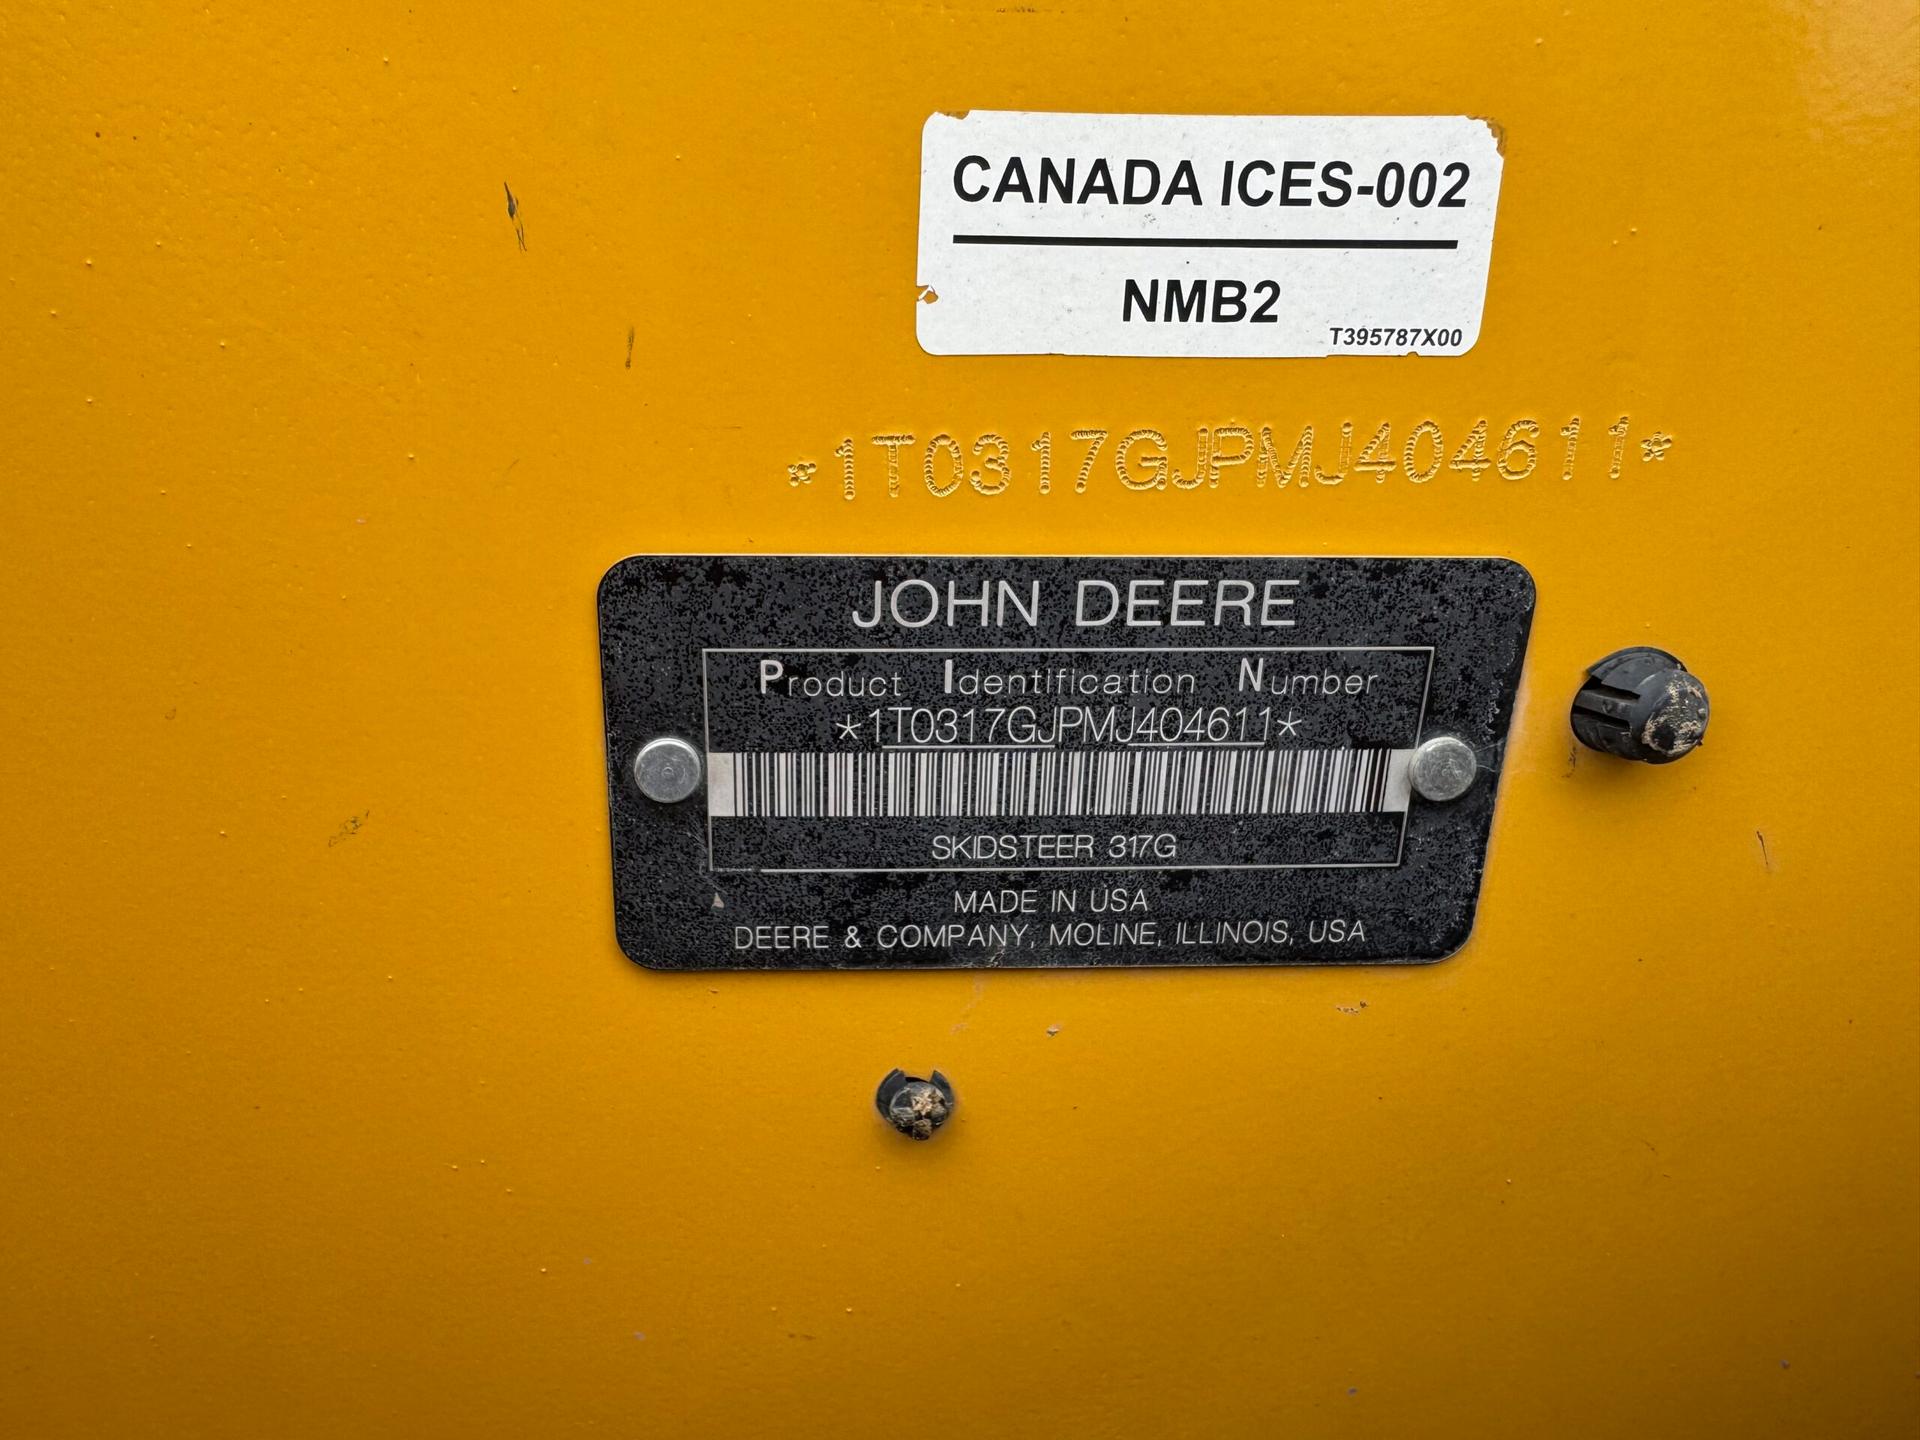 CANADA ICES-002
NMB2
T395787X00
*1T0317GJPMJ404611*
JOHN DEERE
Product Identification Number
*1T0317GJPMJ404611*
SKIDSTEER 317G
MADE IN USA
DEERE & COMPANY, MOLINE, ILLINOIS, USA